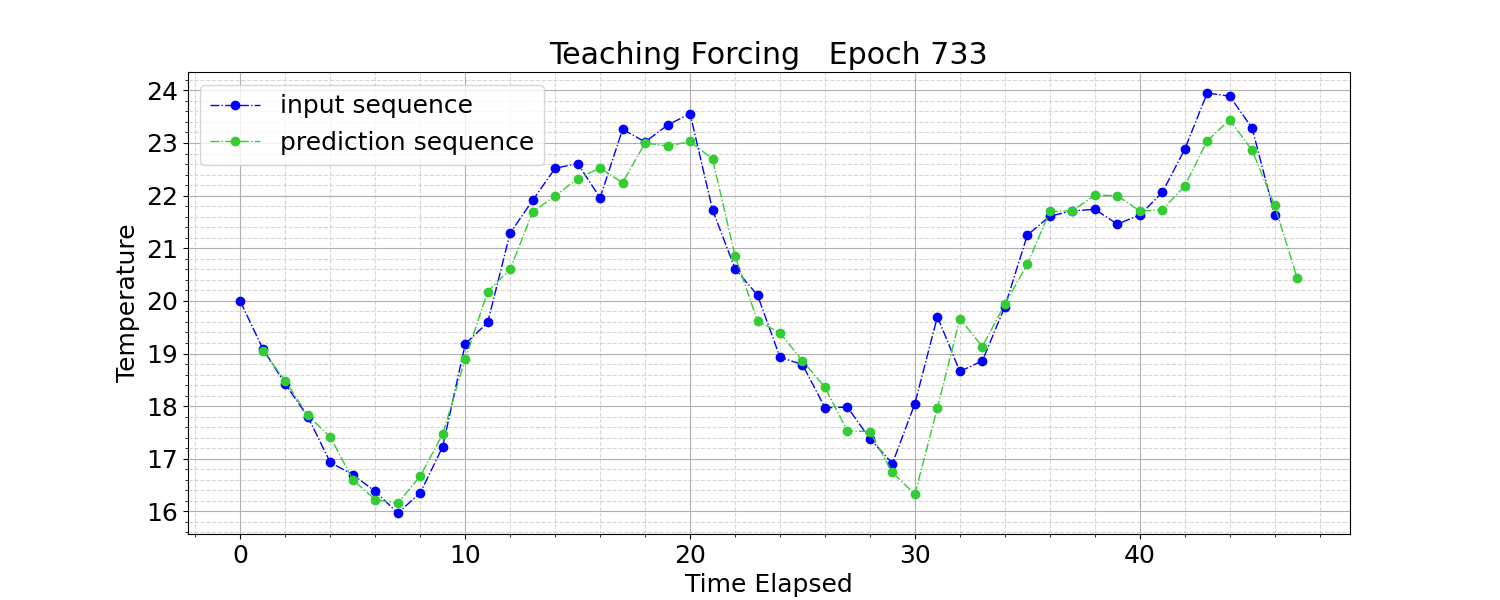 Teaching Forcing   Epoch 733
input sequence
prediction sequence
Temperature
24
23
22
21
20
19
18
17
16
0 10 20 30 40
Time Elapsed